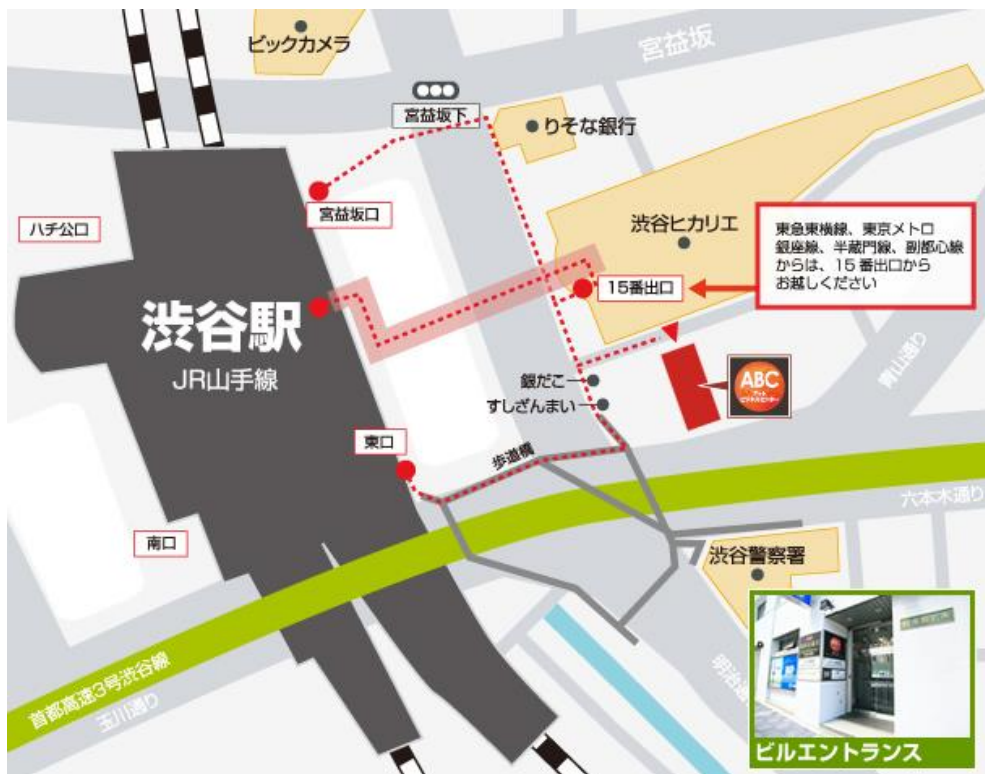 ビックカメラ
宮益坂
宮益坂下
りそな銀行
宮益坂口
ハチ公口
渋谷ヒカリエ
東急東横線、東京メトロ
銀座線、半蔵門線、副都心線
からは、15番出口から
お越しください
15番出口
渋谷駅
JR山手線
青山通り
銀だこ
すしざんまい
ABC
東口
歩道橋
六本木通り
南口
渋谷警察署
首都高速3号渋谷線
玉川通り
ビルエントランス